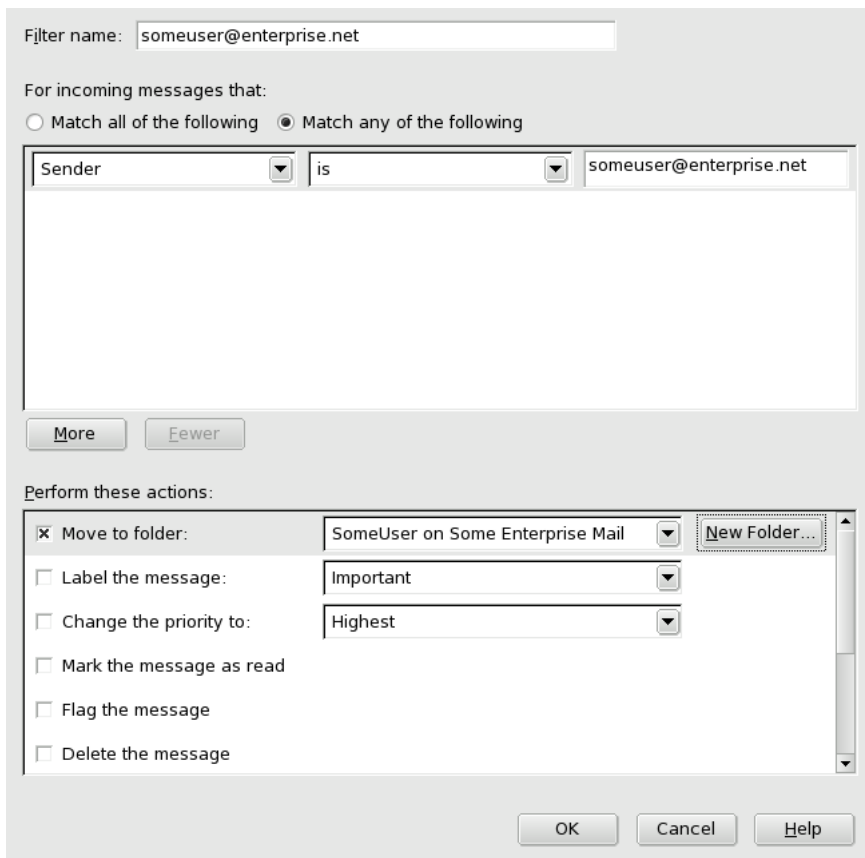 Filter name: someuser@enterprise.net
For incoming messages that:
Match all of the following Match any of the following
Sender is someuser@enterprise.net
More Fewer
Perform these actions:
Move to folder: SomeUser on Some Enterprise Mail New Folder...
Label the message: Important
Change the priority to: Highest
Mark the message as read
Flag the message
Delete the message
OK Cancel Help